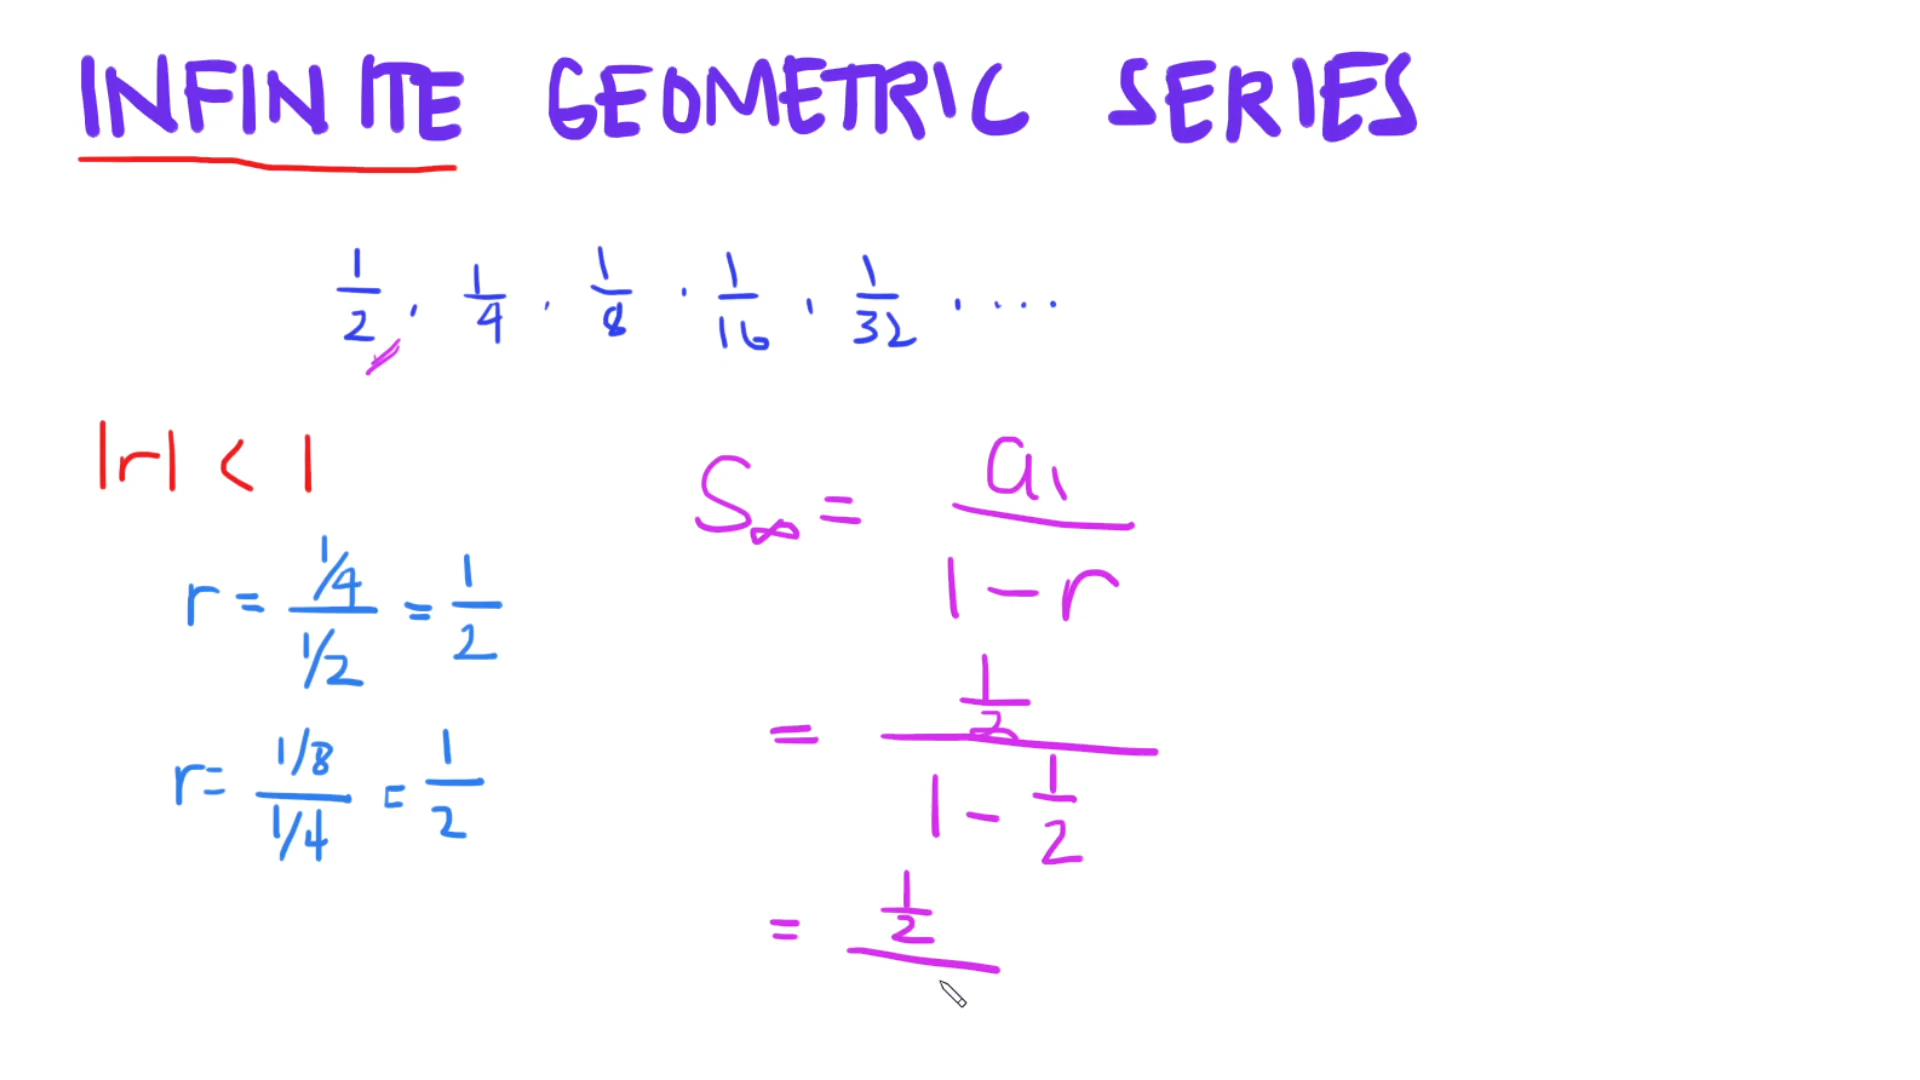 INFINITE GEOMETRIC SERIES
1/2, 1/4, 1/8, 1/16, 1/32, ....
|r| < 1
r = (1/4)/(1/2) = 1/2
r = (1/8)/(1/4) = 1/2
S∞ = a₁/(1 - r)
= (1/2)/(1 - 1/2)
= (1/2)/